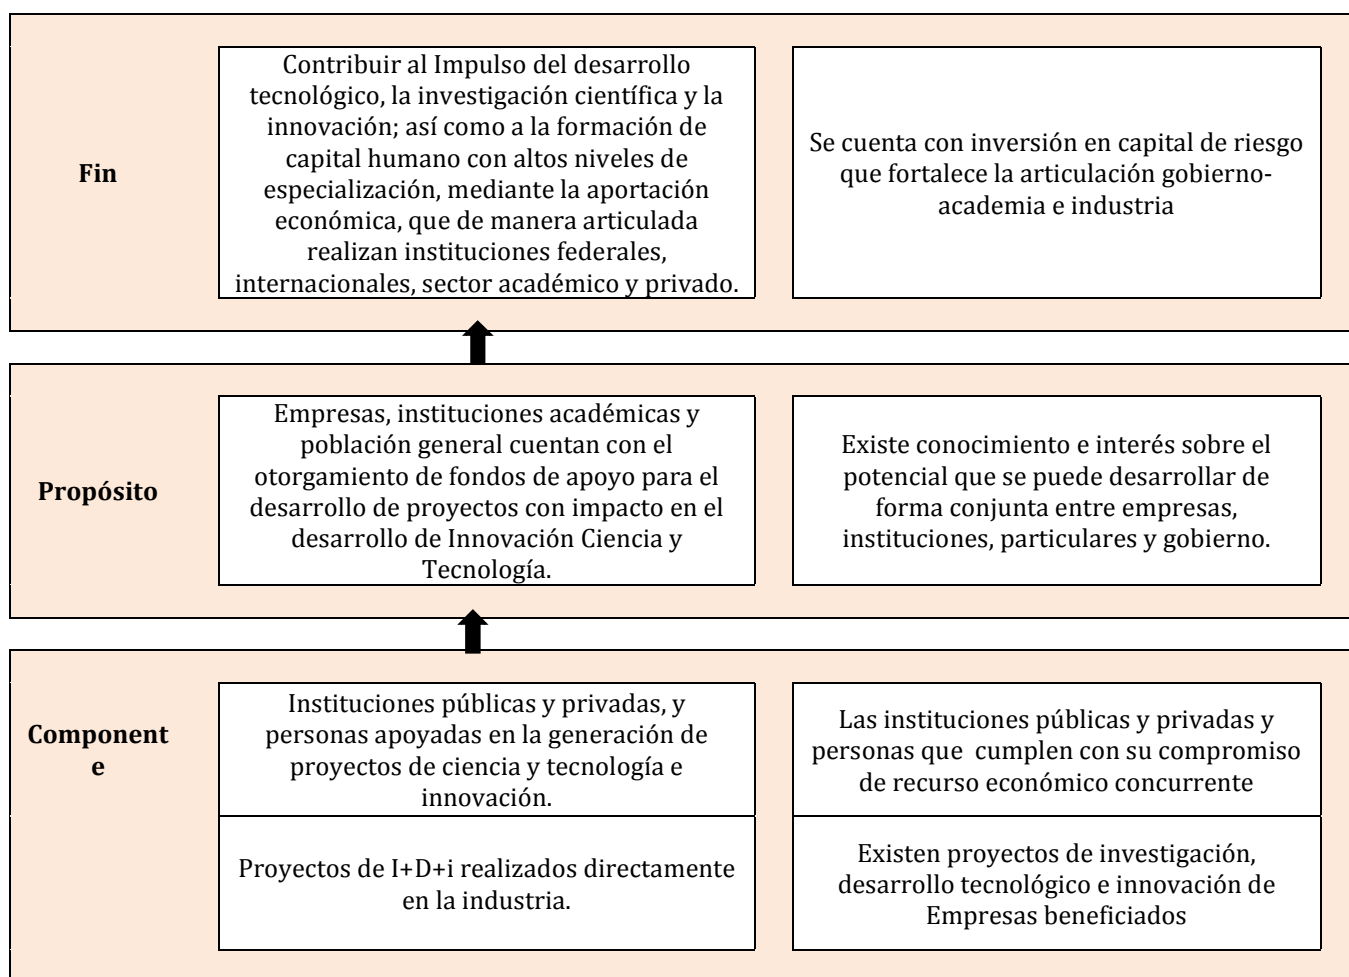 Fin
Contribuir al Impulso del desarrollo
tecnológico, la investigación científica y la
innovación; así como a la formación de
capital humano con altos niveles de
especialización, mediante la aportación
económica, que de manera articulada
realizan instituciones federales,
internacionales, sector académico y privado.
Se cuenta con inversión en capital de riesgo
que fortalece la articulación gobierno-
academia e industria
Propósito
Empresas, instituciones académicas y
población general cuentan con el
otorgamiento de fondos de apoyo para el
desarrollo de proyectos con impacto en el
desarrollo de Innovación Ciencia y
Tecnología.
Existe conocimiento e interés sobre el
potencial que se puede desarrollar de
forma conjunta entre empresas,
instituciones, particulares y gobierno.
Component
e
Instituciones públicas y privadas, y
personas apoyadas en la generación de
proyectos de ciencia y tecnología e
innovación.
Las instituciones públicas y privadas y
personas que  cumplen con su compromiso
de recurso económico concurrente
Proyectos de I+D+i realizados directamente
en la industria.
Existen proyectos de investigación,
desarrollo tecnológico e innovación de
Empresas beneficiados